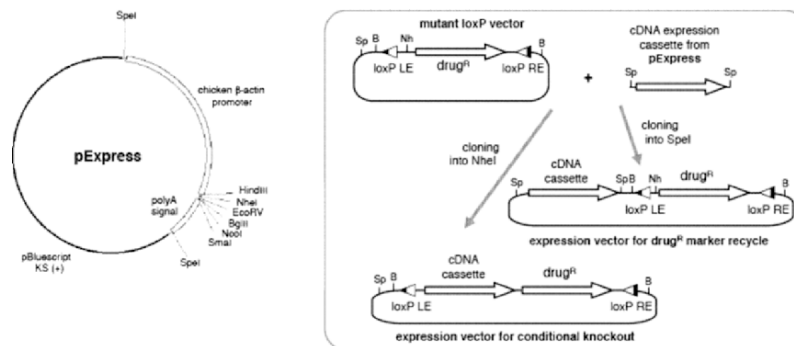 SpeI
chicken β-actin
promoter
pExpress
HindIII
NheI
EcoRV
BglII
NcoI
SmaI
polyA
signal
SpeI
pBluescript
KS (+)
mutant loxP vector
Sp B Nh B
drugR
loxP LE loxP RE
+
cDNA expression
cassette from
pExpress
Sp Sp
cloning
into NheI
cloning
into SpeI
cDNA
cassette
Sp SpB Nh drugR B
loxP LE loxP RE
expression vector for drugR marker recycle
cDNA
cassette
drugR
Sp B B
loxP LE loxP RE
expression vector for conditional knockout